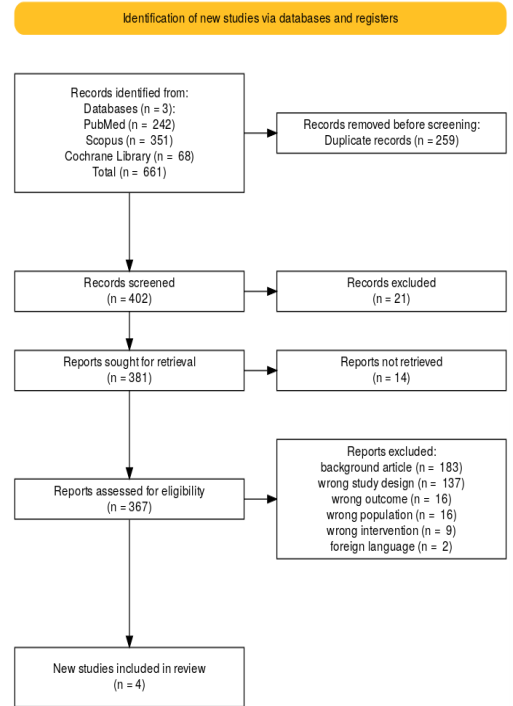 Identification of new studies via databases and registers
Records identified from:
Databases (n = 3):
PubMed (n = 242)
Scopus (n = 351)
Cochrane Library (n = 68)
Total (n = 661)
Records removed before screening:
Duplicate records (n = 259)
Records screened
(n = 402)
Records excluded
(n = 21)
Reports sought for retrieval
(n = 381)
Reports not retrieved
(n = 14)
Reports assessed for eligibility
(n = 367)
Reports excluded:
background article (n = 183)
wrong study design (n = 137)
wrong outcome (n = 16)
wrong population (n = 16)
wrong intervention (n = 9)
foreign language (n = 2)
New studies included in review
(n = 4)